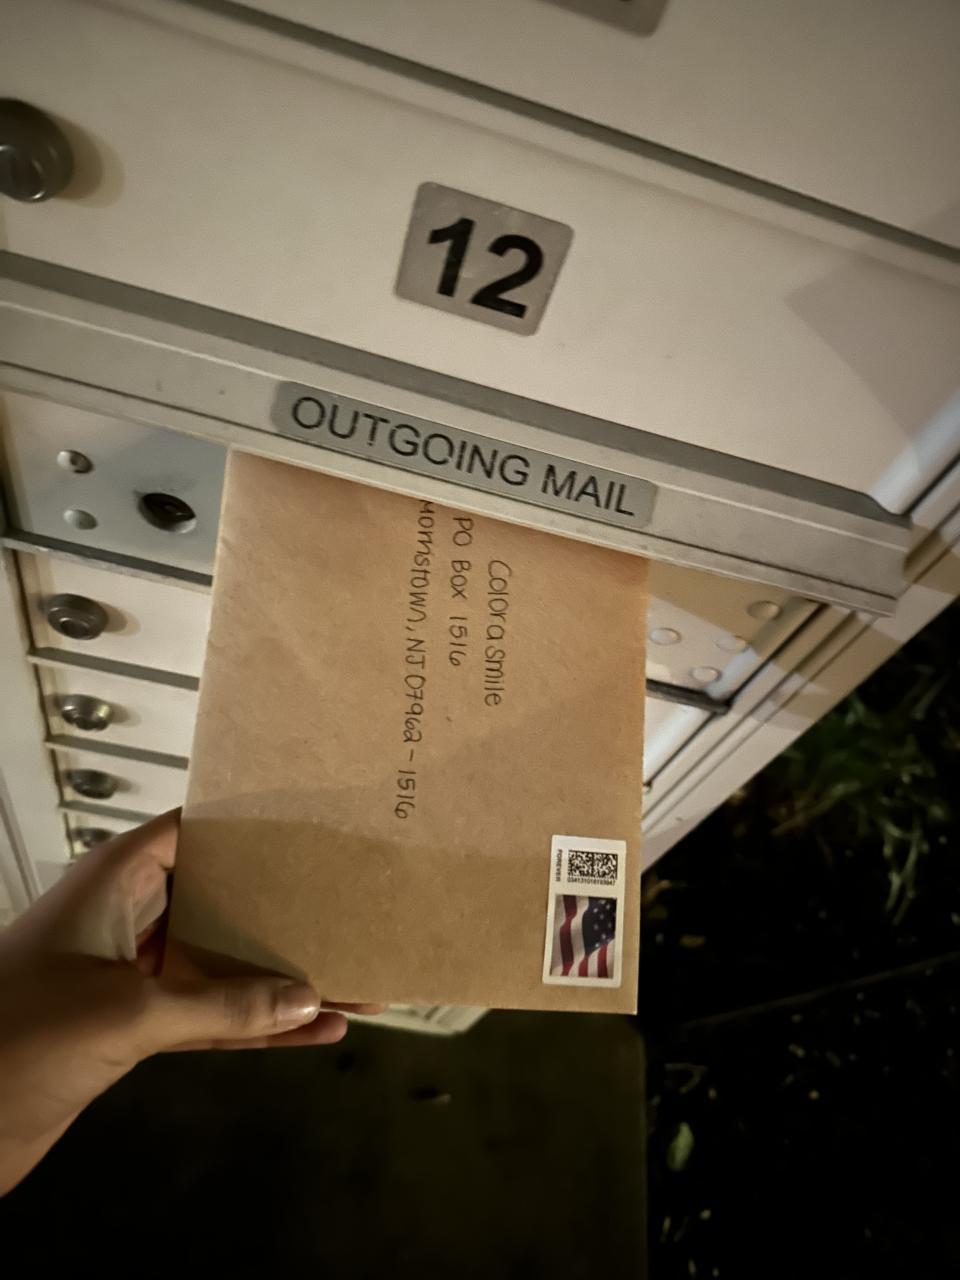 12
OUTGOING MAIL
Color a smile
PO Box 1516
Morristown, NJ 07962-1516
FOREVER